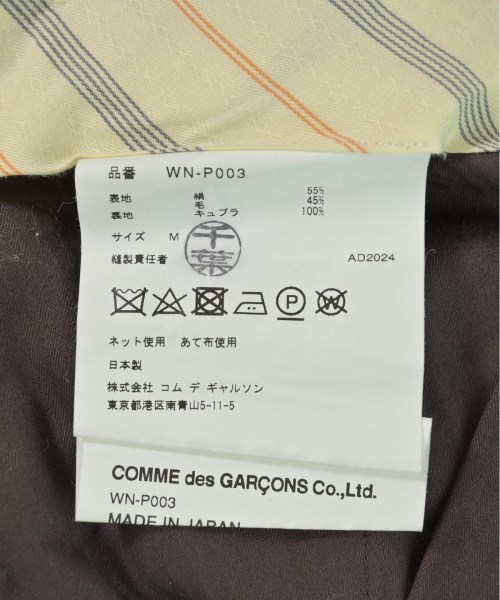 品番 WN-P003
表地 絹 55%
毛 45%
裏地 キュプラ 100%
サイズ M
千葉
縫製責任者 AD2024
P W
ネット使用 あて布使用
日本製
株式会社 コム デ ギャルソン
東京都港区南青山5-11-5
COMME des GARÇONS Co.,Ltd.
WN-P003
MADE IN JAPAN